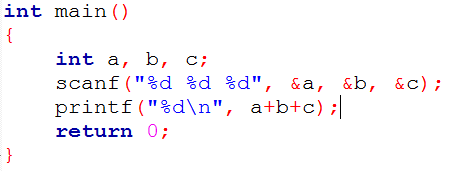 int main()
{
    int a, b, c;
    scanf("%d %d %d", &a, &b, &c);
    printf("%d\n", a+b+c);
    return 0;
}